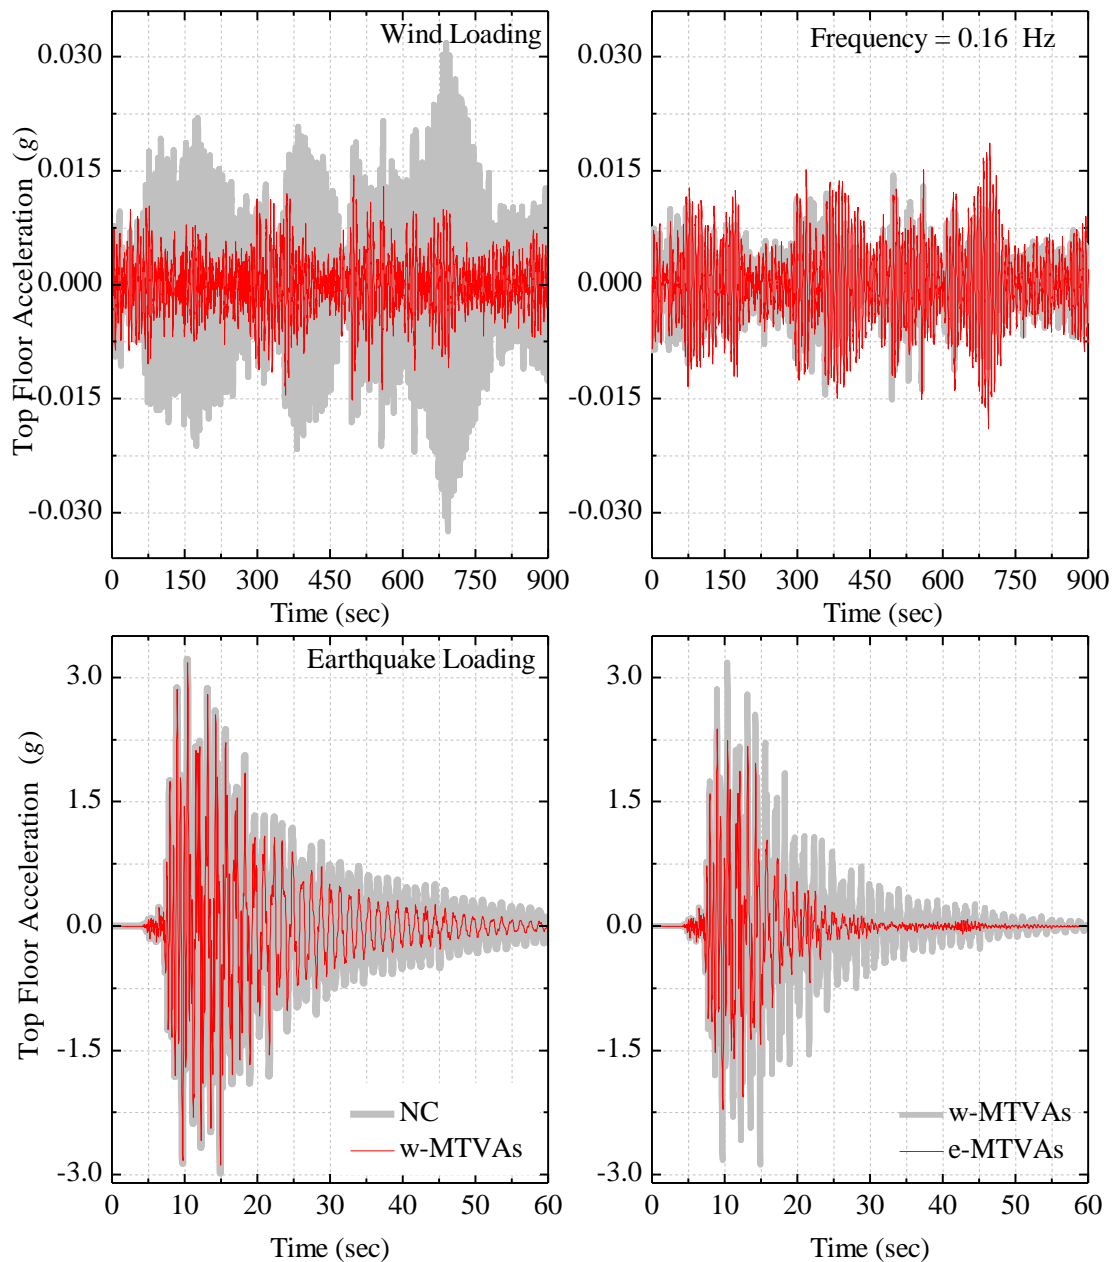 Wind Loading
Frequency = 0.16 Hz
Top Floor Acceleration (g)
0.030
0.015
0.000
-0.015
-0.030
0.030
0.015
0.000
-0.015
-0.030
0 150 300 450 600 750 900
0 150 300 450 600 750 900
Time (sec)
Time (sec)
Earthquake Loading
Top Floor Acceleration (g)
3.0
1.5
0.0
-1.5
-3.0
3.0
1.5
0.0
-1.5
-3.0
NC
w-MTVAs
w-MTVAs
e-MTVAs
0 10 20 30 40 50 60
0 10 20 30 40 50 60
Time (sec)
Time (sec)